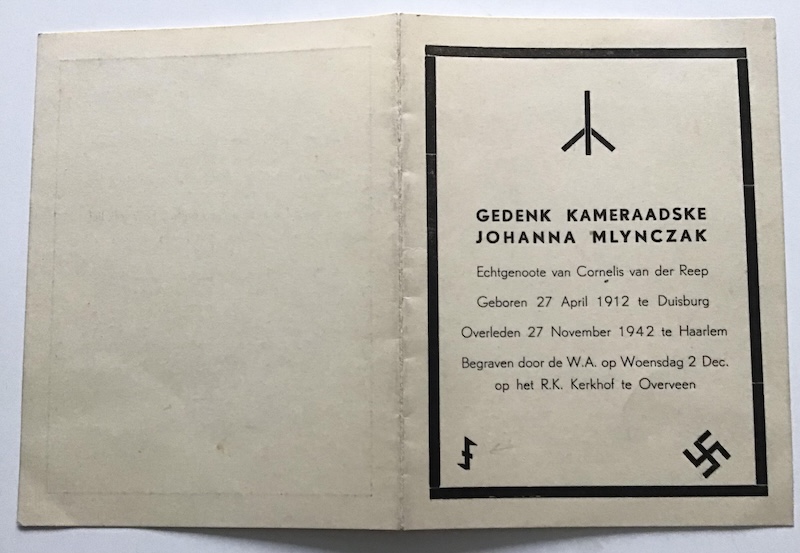 GEDENK KAMERAADSKE
JOHANNA MLYNCZAK
Echtgenoote van Cornelis van der Reep
Geboren 27 April 1912 te Duisburg
Overleden 27 November 1942 te Haarlem
Begraven door de W.A. op Woensdag 2 Dec.
op het R.K. Kerkhof te Overveen